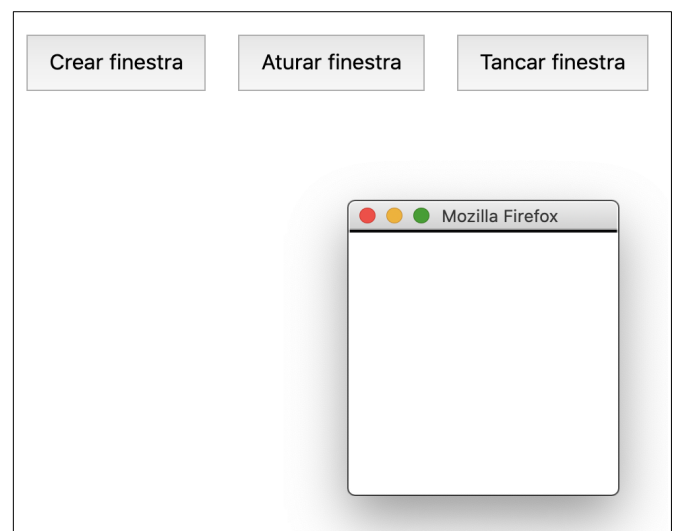 Crear finestra
Aturar finestra
Tancar finestra
Mozilla Firefox